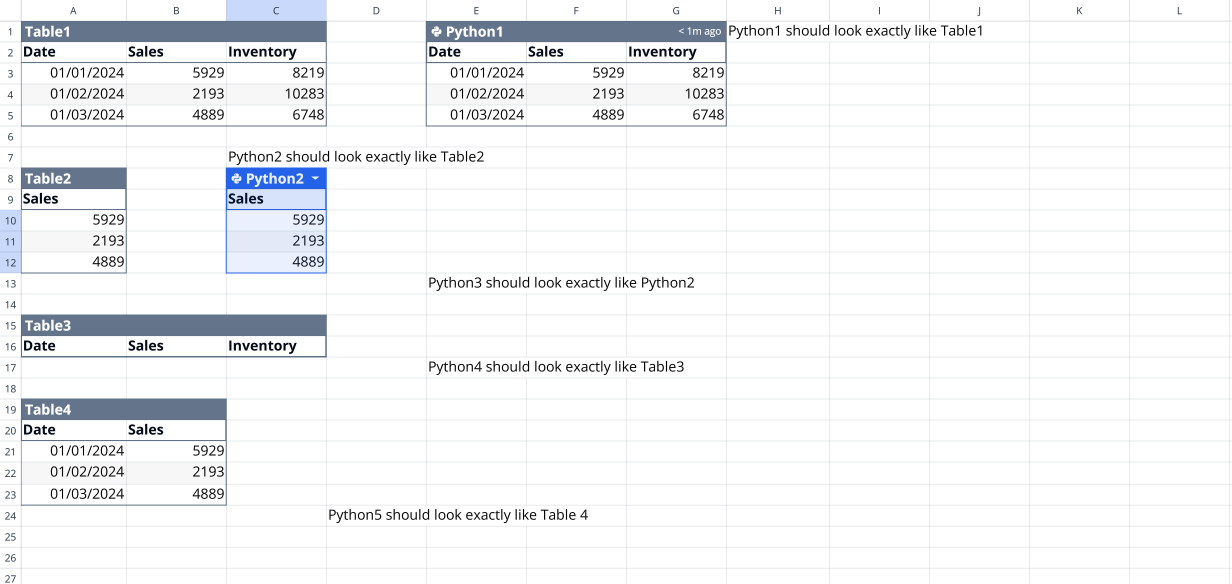 A B C D E F G H I J K L
1 Table1 Python1 < 1m ago Python1 should look exactly like Table1
2 Date Sales Inventory Date Sales Inventory
3 01/01/2024 5929 8219 01/01/2024 5929 8219
4 01/02/2024 2193 10283 01/02/2024 2193 10283
5 01/03/2024 4889 6748 01/03/2024 4889 6748
6
7 Python2 should look exactly like Table2
8 Table2 Python2
9 Sales Sales
10 5929 5929
11 2193 2193
12 4889 4889
13 Python3 should look exactly like Python2
14
15 Table3
16 Date Sales Inventory
17 Python4 should look exactly like Table3
18
19 Table4
20 Date Sales
21 01/01/2024 5929
22 01/02/2024 2193
23 01/03/2024 4889
24 Python5 should look exactly like Table 4
25
26
27